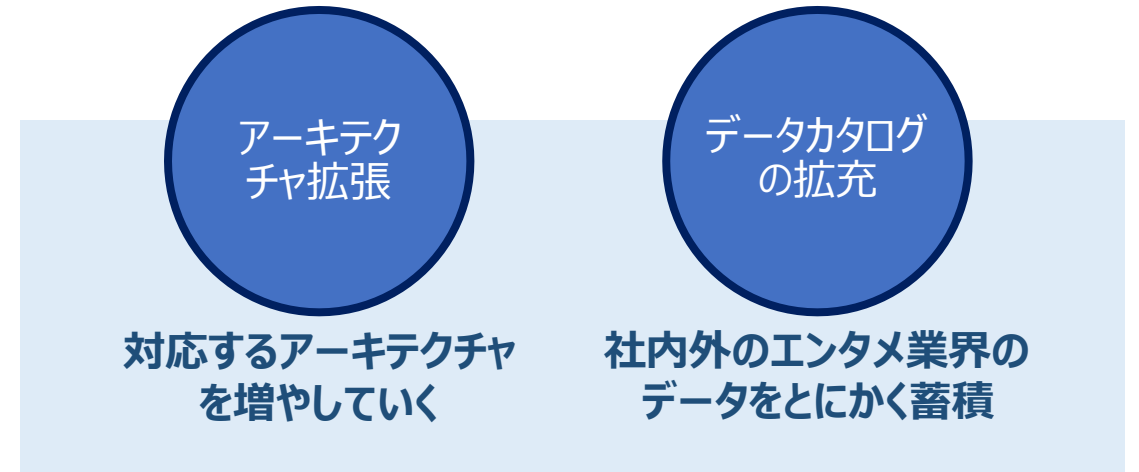 アーキテク
チャ拡張
データカタログ
の拡充
対応するアーキテクチャ
を増やしていく
社内外のエンタメ業界の
データをとにかく蓄積